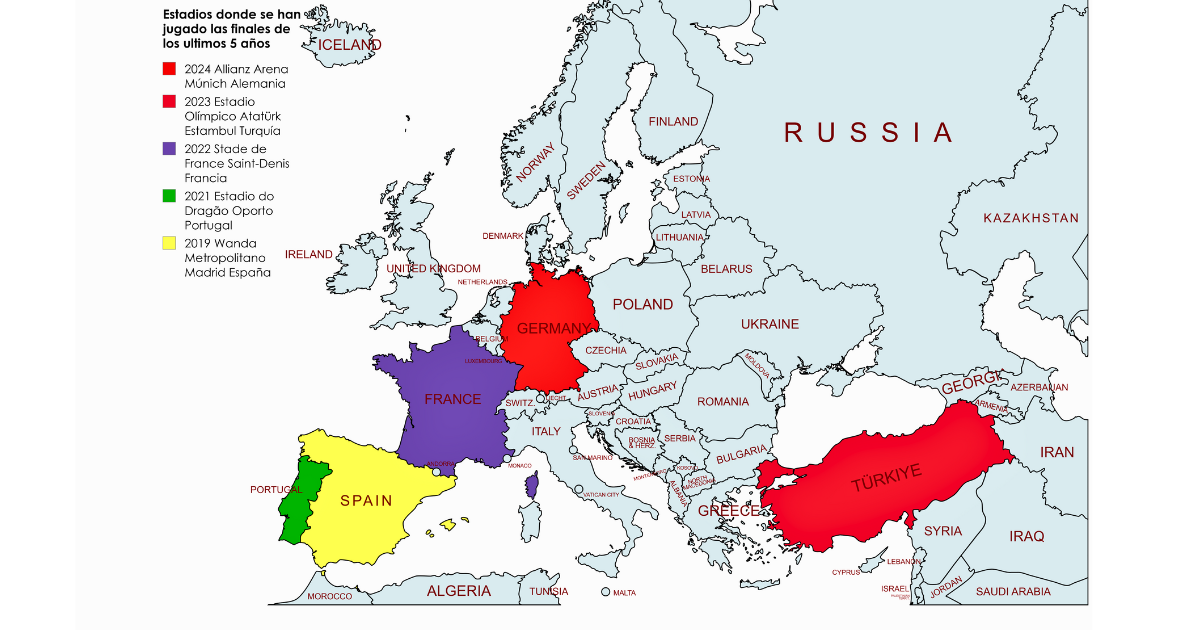 Estadios donde se han
jugado las finales de
los ultimos 5 años
2024 Allianz Arena
Múnich Alemania
2023 Estadio
Olímpico Atatürk
Estambul Turquía
2022 Stade de
France Saint-Denis
Francia
2021 Estadio do
Dragão Oporto
Portugal
2019 Wanda
Metropolitano
Madrid España
ICELAND
RUSSIA
FINLAND
NORWAY
SWEDEN
ESTONIA
LATVIA
LITHUANIA
KAZAKHSTAN
DENMARK
IRELAND
UNITED KINGDOM
NETHERLANDS
BELARUS
POLAND
GERMANY
UKRAINE
BELGIUM
LUXEMBOURG
CZECHIA
SLOVAKIA
MOLDOVA
FRANCE
SWITZ.
LIECHT.
AUSTRIA
HUNGARY
ROMANIA
GEORGIA
AZERBAIJAN
ARMENIA
SLOVENIA
CROATIA
ITALY
BOSNIA
& HERZ.
SERBIA
BULGARIA
IRAN
SAN MARINO
MONACO
ANDORRA
MONTENEGRO
KOSOVO
NORTH
MACEDONIA
ALBANIA
VATICAN CITY
PORTUGAL
SPAIN
GREECE
TÜRKIYE
SYRIA
IRAQ
CYPRUS
LEBANON
ISRAEL
JORDAN
SAUDI ARABIA
MOROCCO
ALGERIA
TUNISIA
MALTA